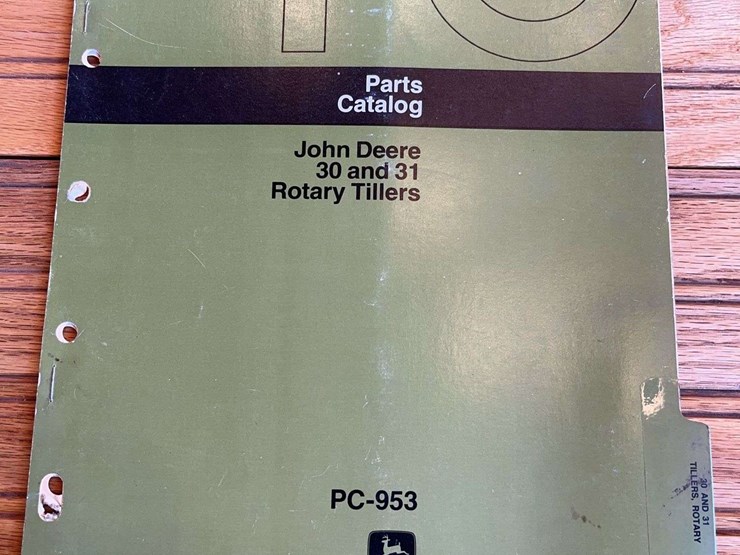 Parts
Catalog
John Deere
30 and 31
Rotary Tillers
PC-953
30 AND 31
TILLERS, ROTARY